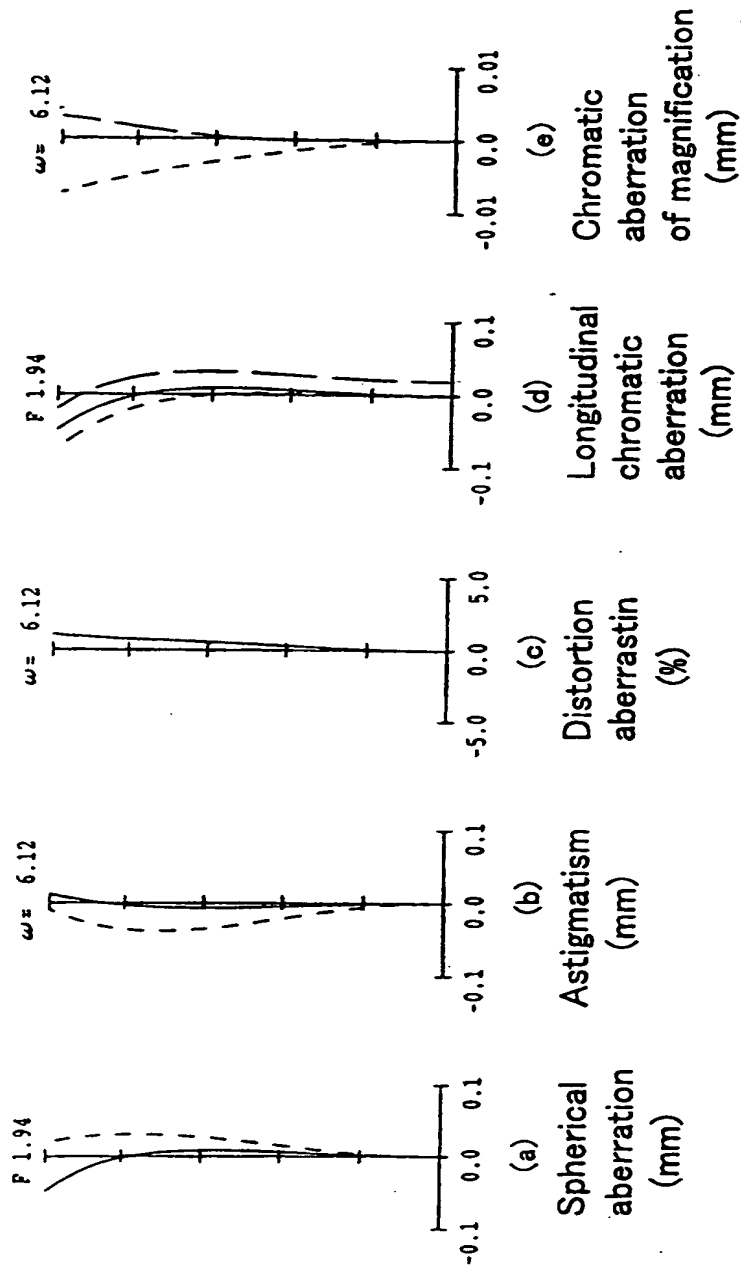 F 1.94
-0.1 0.0 0.1
(a)
Spherical
aberration
(mm)
ω= 6.12
-0.1 0.0 0.1
(b)
Astigmatism
(mm)
ω= 6.12
-5.0 0.0 5.0
(c)
Distortion
aberrastin
(%)
F 1.94
-0.1 0.0 0.1
(d)
Longitudinal
chromatic
aberration
(mm)
ω= 6.12
-0.01 0.0 0.01
(e)
Chromatic
aberration
of magnification
(mm)